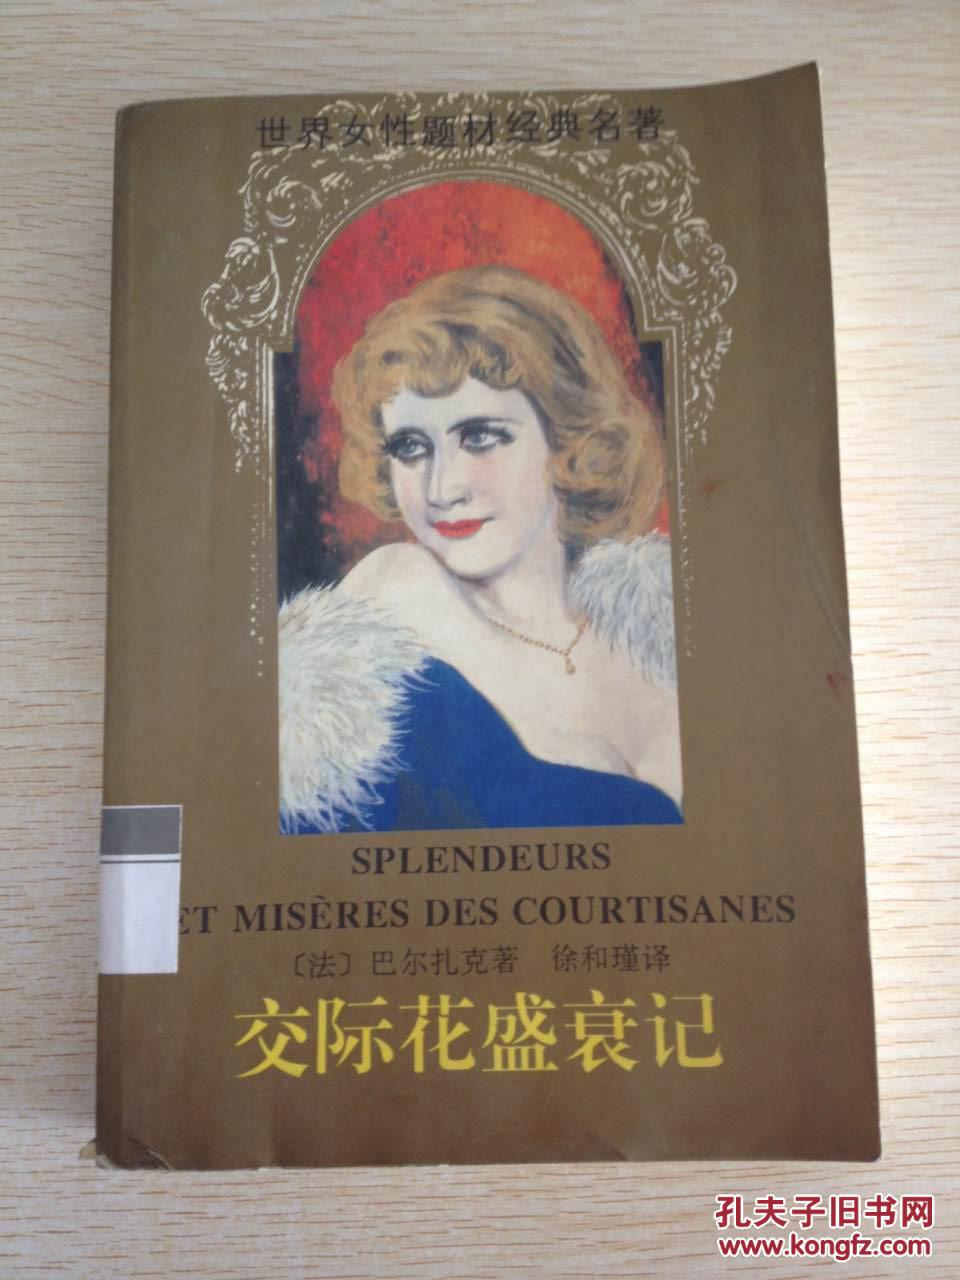 世界女性题材经典名著
SPLENDEURS
ET MISÈRES DES COURTISANES
〔法〕巴尔扎克著 徐和瑾译
交际花盛衰记
孔夫子旧书网
www.kongfz.com